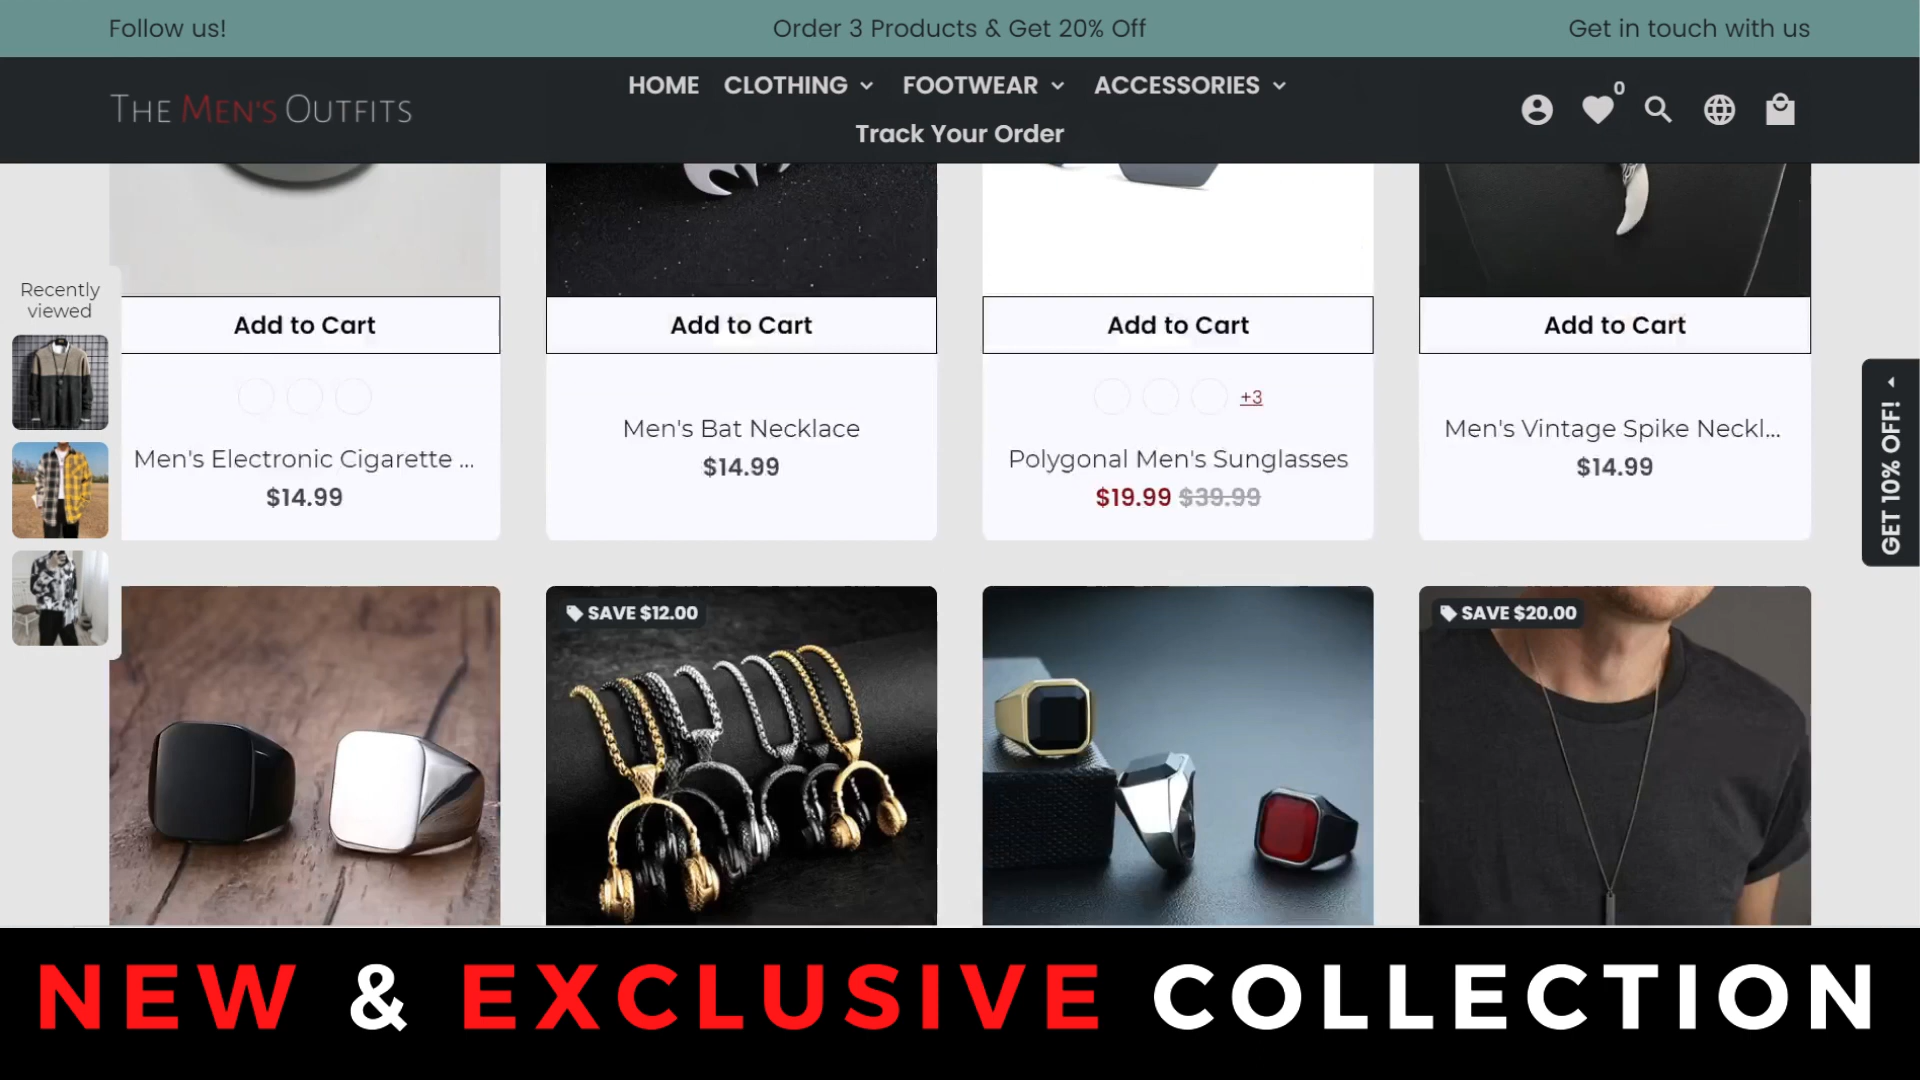 Follow us!
Order 3 Products & Get 20% Off
Get in touch with us
THE MEN'S OUTFITS
HOME CLOTHING FOOTWEAR ACCESSORIES
Track Your Order
0
Recently
viewed
Add to Cart
Add to Cart
Add to Cart
Add to Cart
+3
Men's Electronic Cigarette ...
$14.99
Men's Bat Necklace
$14.99
Polygonal Men's Sunglasses
$19.99 $39.99
Men's Vintage Spike Neckl...
$14.99
GET 10% OFF!
SAVE $12.00
SAVE $20.00
NEW & EXCLUSIVE COLLECTION